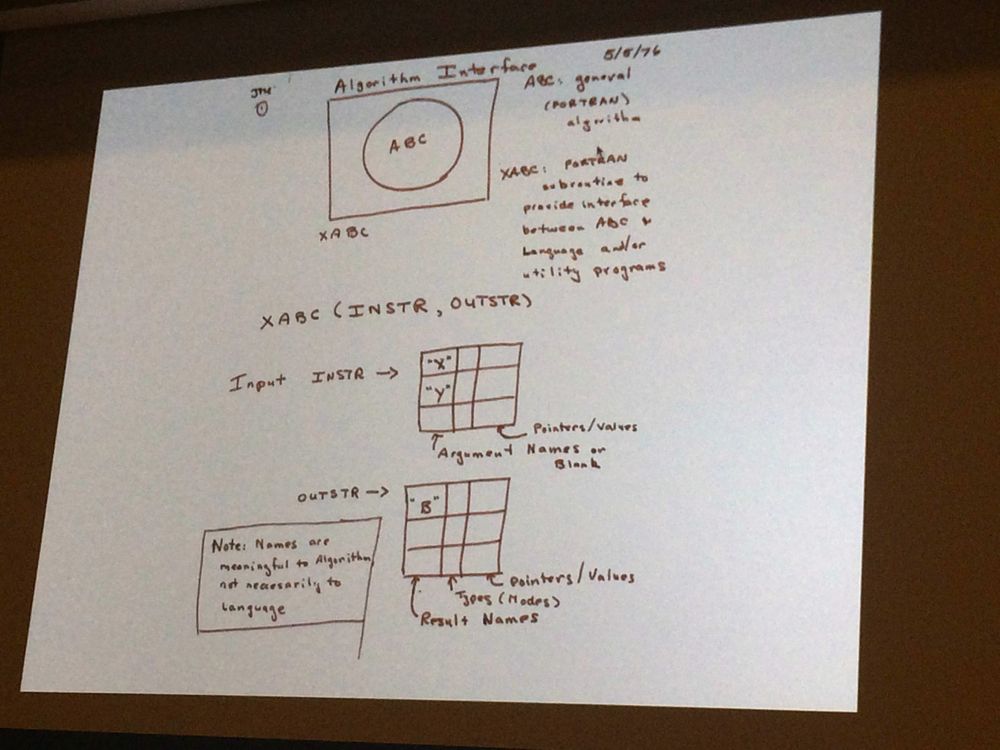 Algorithm Interface
5/5/76
JMC
ABC
XABC
ABC: general
(FORTRAN)
algorithm
XABC: FORTRAN
subroutine to
provide interface
between ABC &
Language and/or
utility programs
XABC (INSTR, OUTSTR)
Input INSTR →
"X"
"Y"
Pointers/Values
Argument Names or
Blank
OUTSTR →
"B"
Pointers/Values
Types (Modes)
Result Names
Note: Names are
meaningful to Algorithm
not necessarily to
Language